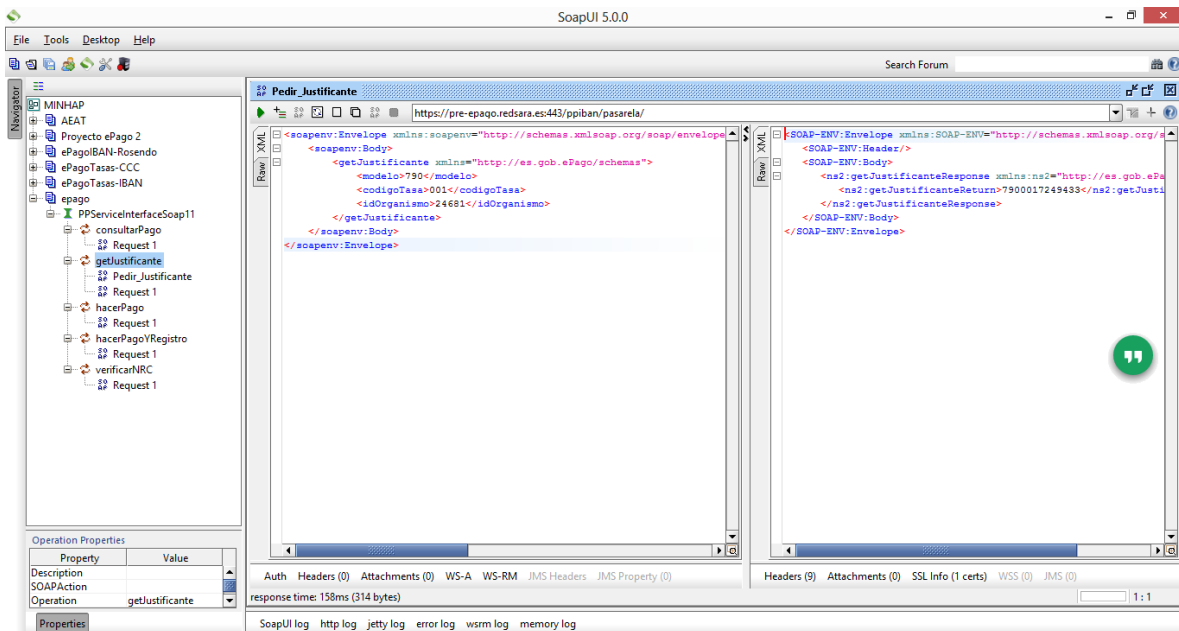 SoapUI 5.0.0
File Tools Desktop Help
Search Forum
Navigator
MINHAP
AEAT
Proyecto ePago 2
ePagoIBAN-Rosendo
ePagoTasas-CCC
ePagoTasas-IBAN
epago
PPServiceInterfaceSoap11
consultarPago
Request 1
getJustificante
Pedir_Justificante
Request 1
hacerPago
Request 1
hacerPagoYRegistro
Request 1
verificarNRC
Request 1
Operation Properties
Property Value
Description
SOAPAction
Operation getJustificante
Properties
Pedir_Justificante
https://pre-epago.redsara.es:443/ppiban/pasarela/
XML
Raw
<soapenv:Envelope xmlns:soapenv="http://schemas.xmlsoap.org/soap/envelope
<soapenv:Body>
<getJustificante xmlns="http://es.gob.ePago/schemas">
<modelo>790</modelo>
<codigoTasa>001</codigoTasa>
<idOrganismo>24681</idOrganismo>
</getJustificante>
</soapenv:Body>
</soapenv:Envelope>
XML
Raw
<SOAP-ENV:Envelope xmlns:SOAP-ENV="http://schemas.xmlsoap.org/s
<SOAP-ENV:Header/>
<SOAP-ENV:Body>
<ns2:getJustificanteResponse xmlns:ns2="http://es.gob.ePa
<ns2:getJustificanteReturn>7900017249433</ns2:getJusti
</ns2:getJustificanteResponse>
</SOAP-ENV:Body>
</SOAP-ENV:Envelope>
Auth Headers (0) Attachments (0) WS-A WS-RM JMS Headers JMS Property (0)
Headers (9) Attachments (0) SSL Info (1 certs) WSS (0) JMS (0)
response time: 158ms (314 bytes)
1 : 1
SoapUI log http log jetty log error log wsrm log memory log